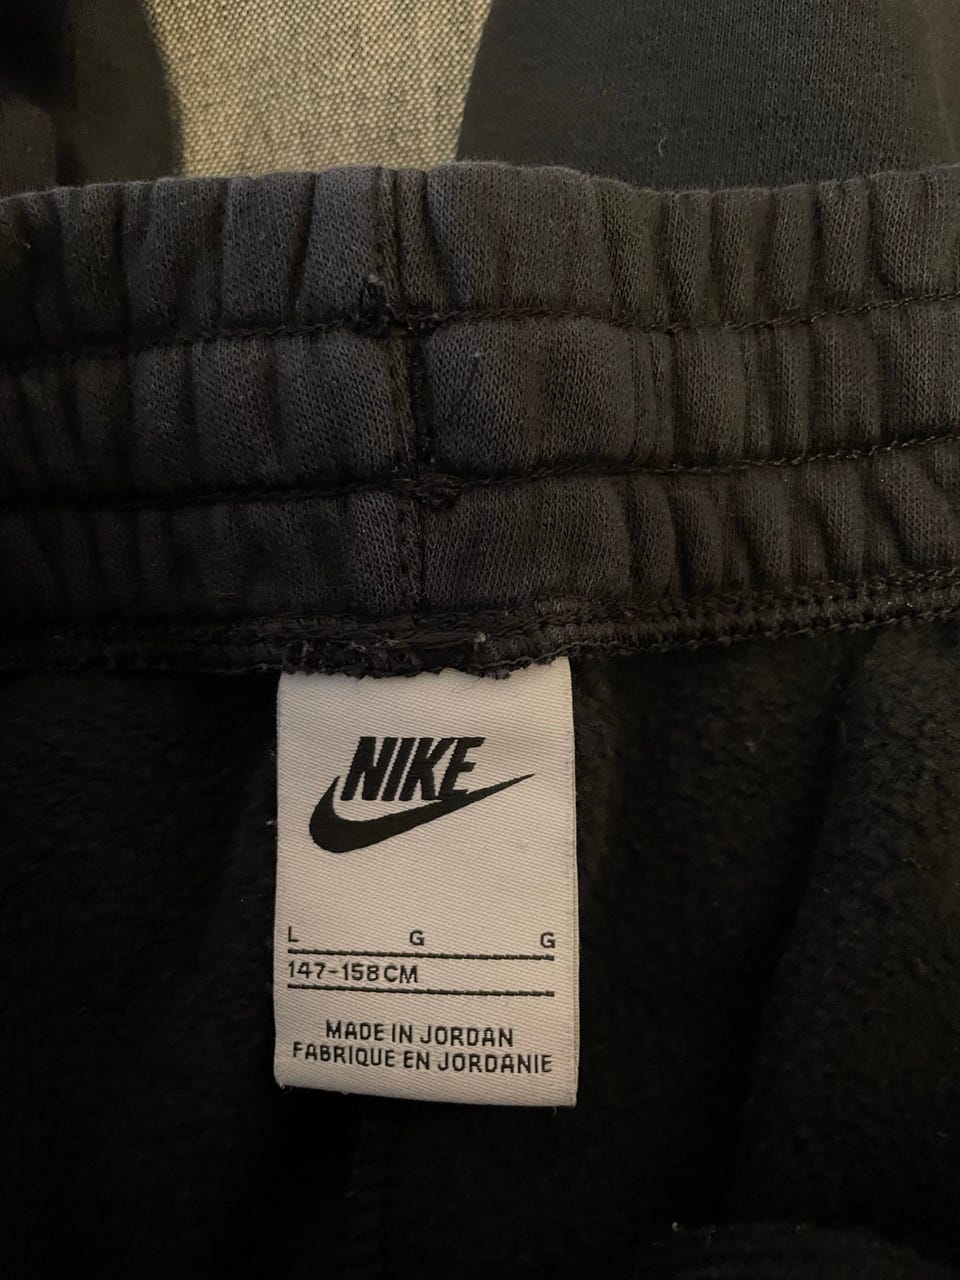 NIKE
L G G
147-158CM
MADE IN JORDAN
FABRIQUE EN JORDANIE